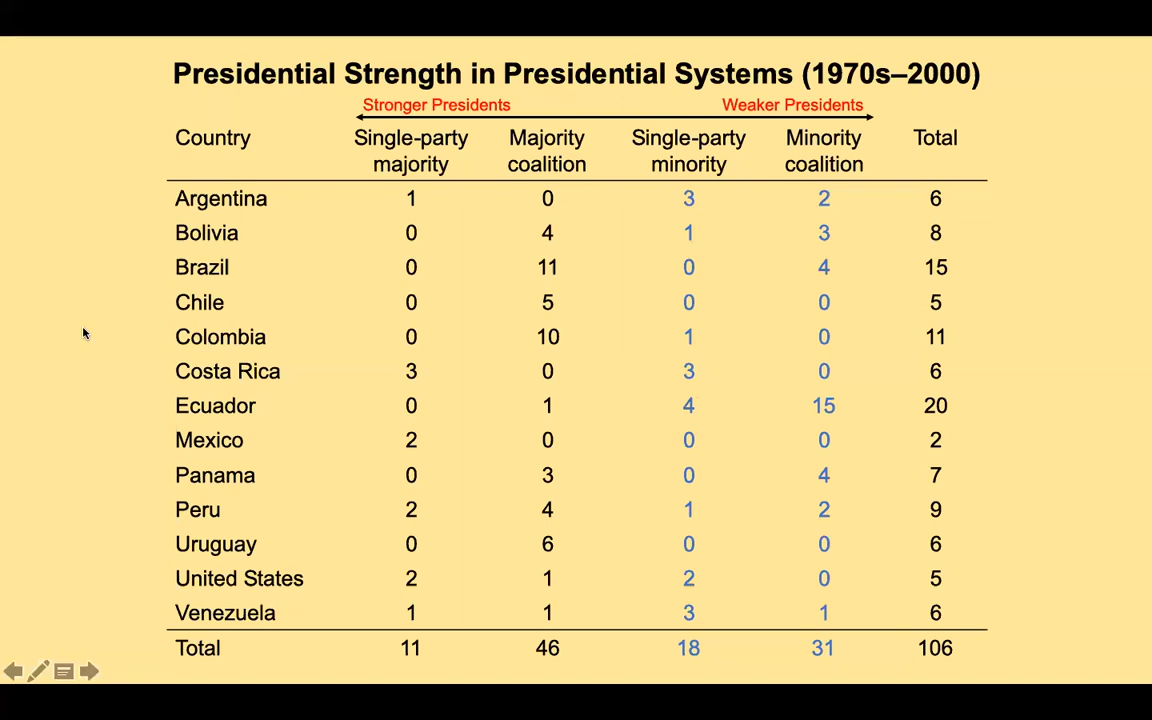 Presidential Strength in Presidential Systems (1970s–2000)
Stronger Presidents Weaker Presidents
Country Single-party majority Majority coalition Single-party minority Minority coalition Total
Argentina 1 0 3 2 6
Bolivia 0 4 1 3 8
Brazil 0 11 0 4 15
Chile 0 5 0 0 5
Colombia 0 10 1 0 11
Costa Rica 3 0 3 0 6
Ecuador 0 1 4 15 20
Mexico 2 0 0 0 2
Panama 0 3 0 4 7
Peru 2 4 1 2 9
Uruguay 0 6 0 0 6
United States 2 1 2 0 5
Venezuela 1 1 3 1 6
Total 11 46 18 31 106